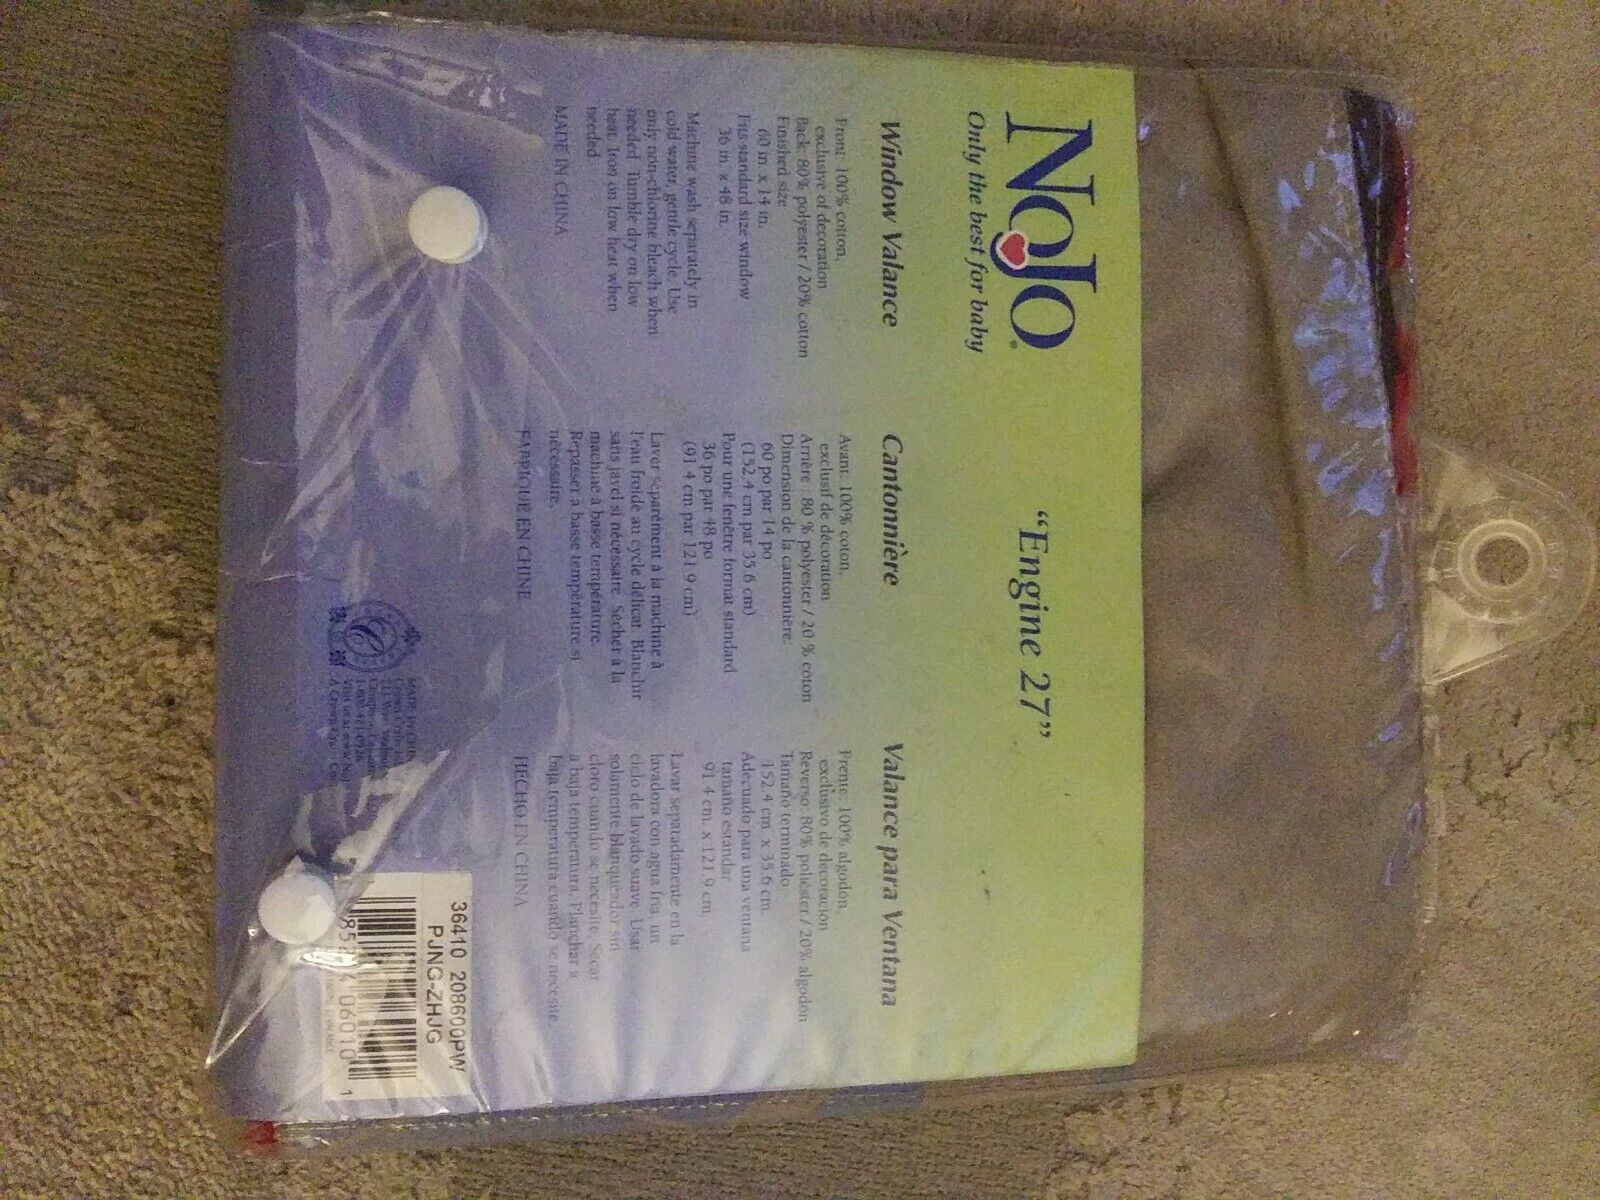 NoJo®
Only the best for baby
"Engine 27"
Window Valance
Front: 100% cotton,
exclusive of decoration
Back: 80% polyester / 20% cotton
Finished size
60 in. x 14 in.
Fits standard size window
36 in. x 48 in.
Machine wash separately in
cold water, gentle cycle. Use
only non-chlorine bleach when
needed. Tumble dry on low
heat. Iron on low heat when
needed.
MADE IN CHINA
Cantonnière
Avant: 100% coton,
exclusif de décoration
Arrière : 80 % polyester / 20 % coton
Dimension de la cantonnière:
60 po par 14 po
(152.4 cm par 35.6 cm)
Pour une fenêtre format standard
36 po par 48 po
(91.4 cm par 121.9 cm)
Laver séparément à la machine à
l'eau froide au cycle délicat. Blanchir
sans javel si nécessaire. Sécher à la
machine à basse température.
Repasser à basse température si
nécessaire.
FABRIQUE EN CHINE
Valance para Ventana
Frente: 100% algodón,
exclusivo de decoración
Reverso: 80% poliéster / 20% algodón
Tamaño terminado
152.4 cm. x 35.6 cm.
Adecuado para una ventana
tamaño estandar
91.4 cm. x 121.9 cm.
Lavar separadamente en la
lavadora con agua fria, un
ciclo de lavado suave. Usar
solamente blanqueador sin
cloro cuando se necesite. Secar
a baja temperatura. Planchar a
baja temperatura cuando se necesite.
HECHO EN CHINA
36410 208600PW
PJNG-ZHJG
06010 1